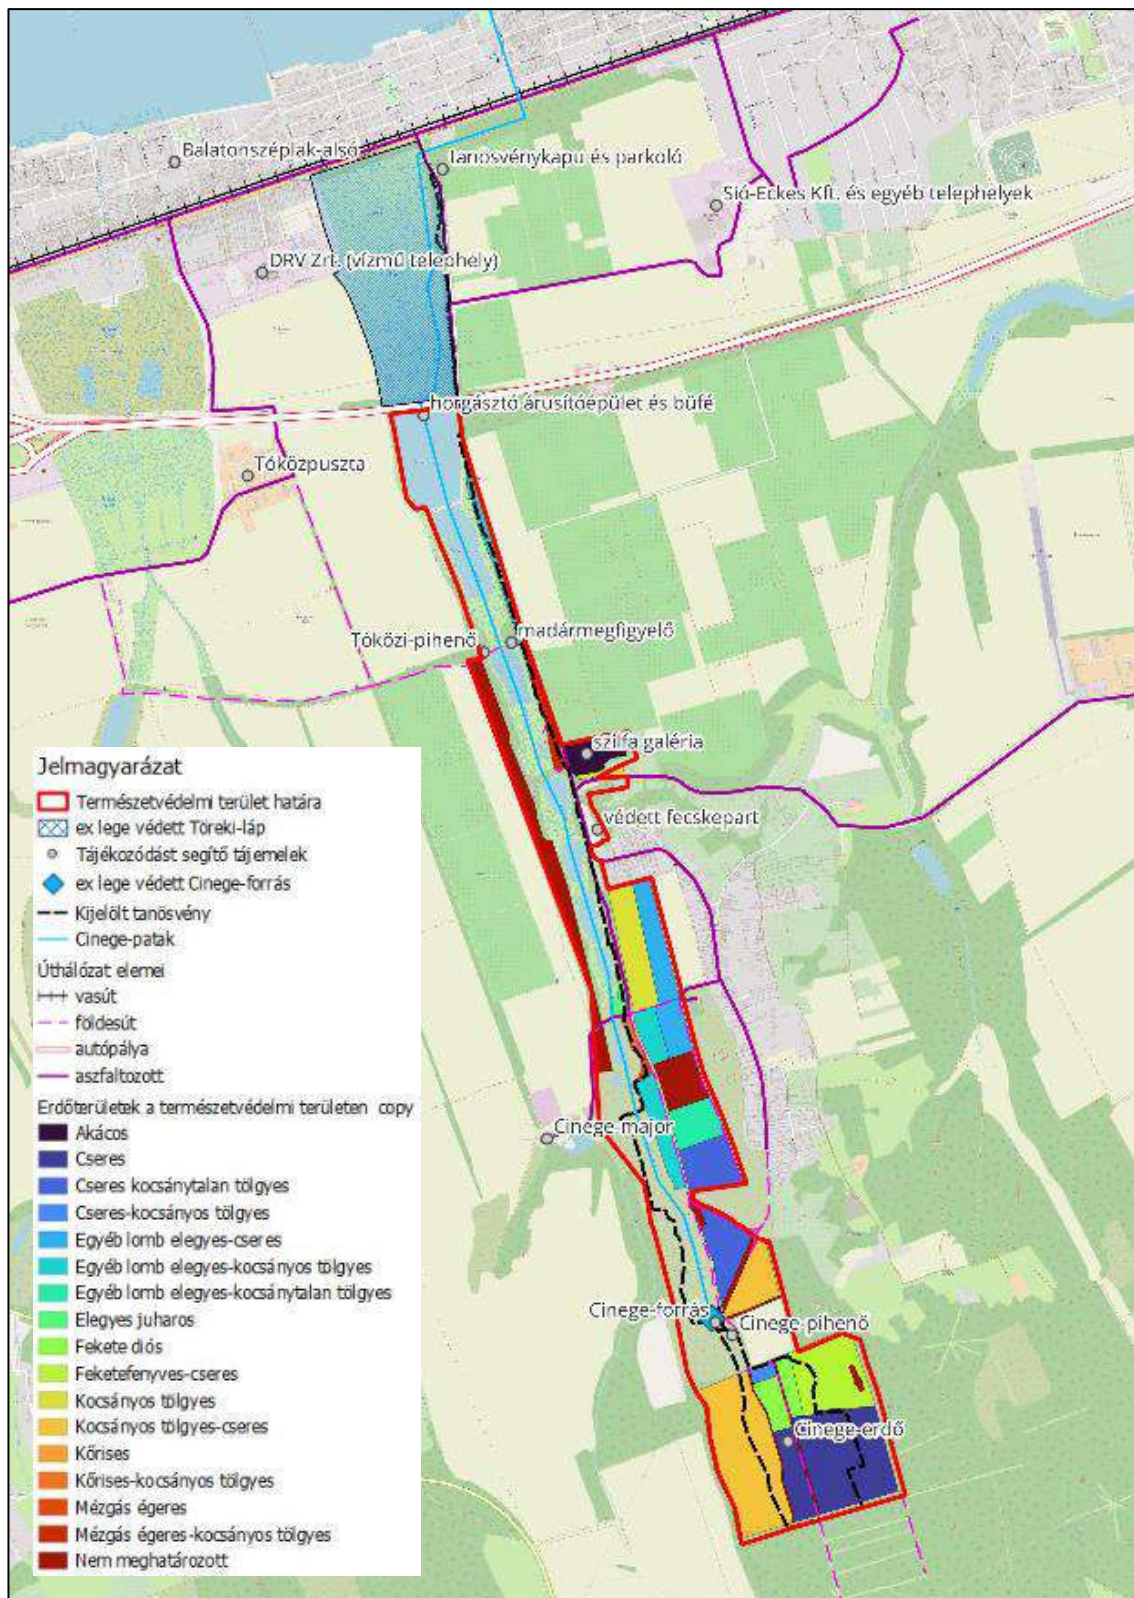 Balatonszéplak-alsó
Tanösvénykapu és parkoló
Sió-Eckes Kft. és egyéb telephelyek
DRV Zrt. (vízmű telephely)
horgásztó árusítóépület és büfé
Tóközpuszta
Tóközi-pihenő
madármegfigyelő
szilfa galéria
védett fecskepart
Cinege-major
Cinege-forrás
Cinege-pihenő
Cinege-erdő
Jelmagyarázat
Természetvédelmi terület határa
ex lege védett Töreki-láp
Tájékozódást segítő tájemelek
ex lege védett Cinege-forrás
Kijelölt tanösvény
Cinege-patak
Úthálózat elemei
vasút
földesút
autópálya
aszfaltozott
Erdőterületek a természetvédelmi területen copy
Akácos
Cseres
Cseres kocsánytalan tölgyes
Cseres-kocsányos tölgyes
Egyéb lomb elegyes-cseres
Egyéb lomb elegyes-kocsányos tölgyes
Egyéb lomb elegyes-kocsánytalan tölgyes
Elegyes juharos
Fekete diós
Feketefenyves-cseres
Kocsányos tölgyes
Kocsányos tölgyes-cseres
Kőrises
Kőrises-kocsányos tölgyes
Mézgás égeres
Mézgás égeres-kocsányos tölgyes
Nem meghatározott